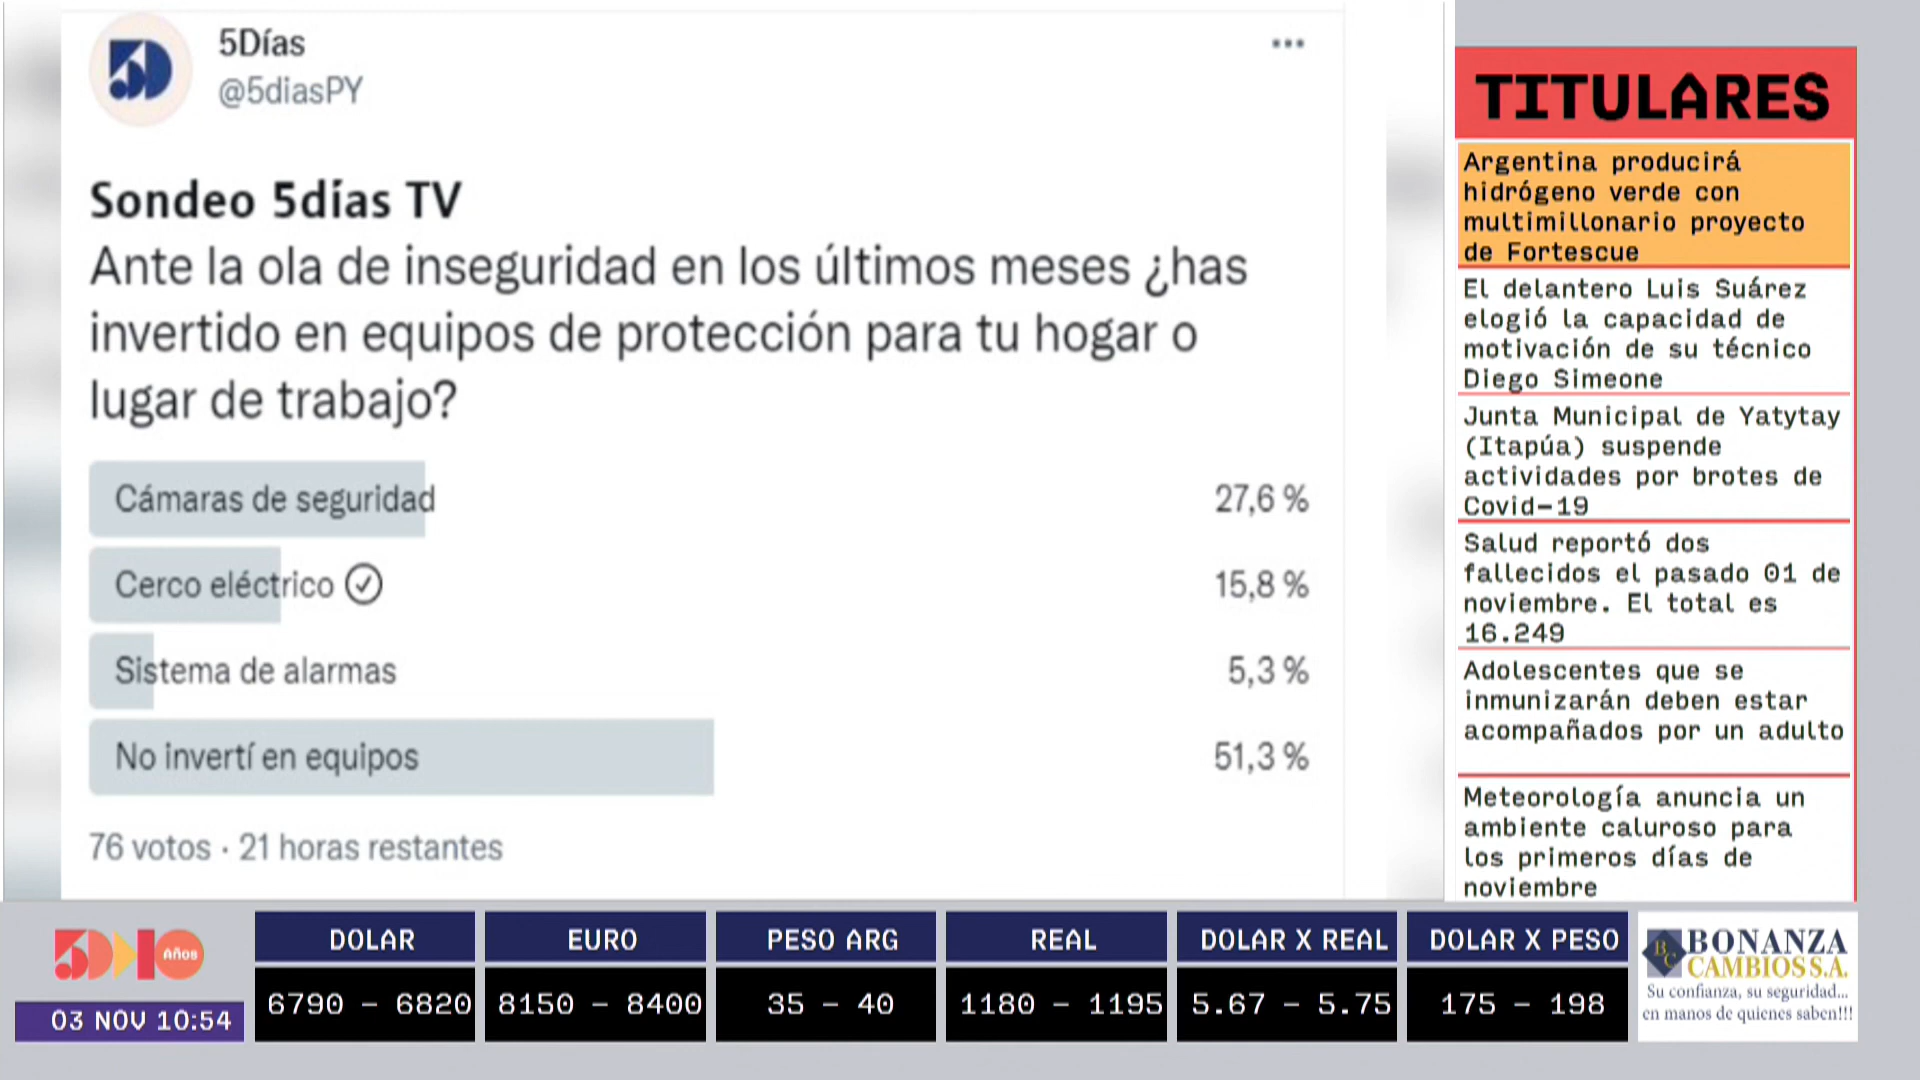 5Días
@5diasPY
Sondeo 5días TV
Ante la ola de inseguridad en los últimos meses ¿has
invertido en equipos de protección para tu hogar o
lugar de trabajo?
Cámaras de seguridad 27,6 %
Cerco eléctrico 15,8 %
Sistema de alarmas 5,3 %
No invertí en equipos 51,3 %
76 votos · 21 horas restantes
TITULARES
Argentina producirá
hidrógeno verde con
multimillonario proyecto
de Fortescue
El delantero Luis Suárez
elogió la capacidad de
motivación de su técnico
Diego Simeone
Junta Municipal de Yatytay
(Itapúa) suspende
actividades por brotes de
Covid-19
Salud reportó dos
fallecidos el pasado 01 de
noviembre. El total es
16.249
Adolescentes que se
inmunizarán deben estar
acompañados por un adulto
Meteorología anuncia un
ambiente caluroso para
los primeros días de
noviembre
5D 10 Años
03 NOV 10:54
DOLAR
6790 - 6820
EURO
8150 - 8400
PESO ARG
35 - 40
REAL
1180 - 1195
DOLAR X REAL
5.67 - 5.75
DOLAR X PESO
175 - 198
BC BONANZA
CAMBIOS S.A.
Su confianza, su seguridad...
en manos de quienes saben!!!